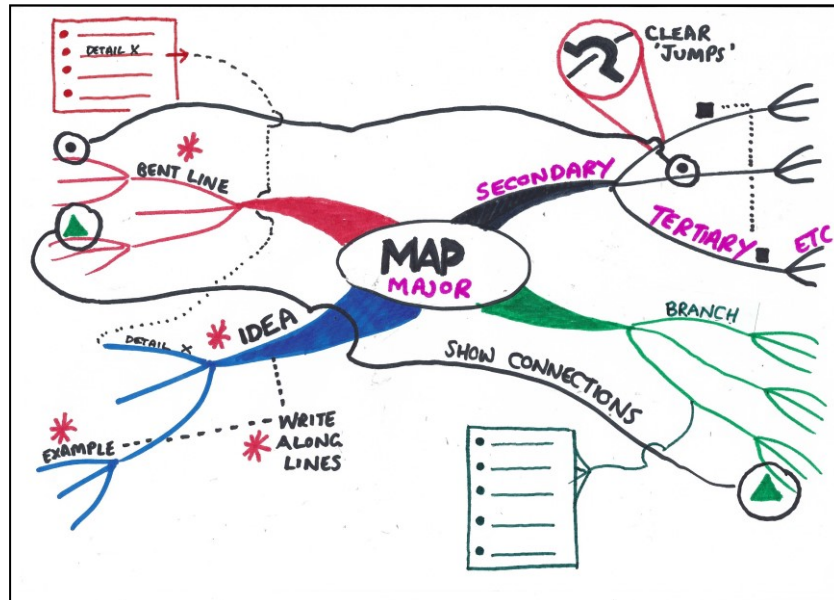 DETAIL X
CLEAR
'JUMPS'
BENT LINE
SECONDARY
TERTIARY
ETC
MAP
MAJOR
IDEA
BRANCH
DETAIL X
SHOW CONNECTIONS
EXAMPLE
WRITE
ALONG
LINES